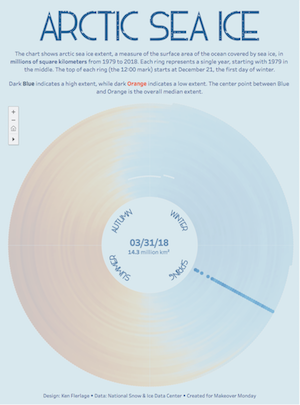 ARCTIC SEA ICE
The chart shows arctic sea ice extent, a measure of the surface area of the ocean covered by sea ice, in
millions of square kilometers from 1979 to 2018. Each ring represents a single year, starting with 1979 in
the middle. The top of each ring (the 12:00 mark) starts at December 21, the first day of winter.
Dark Blue indicates a high extent, while dark Orange indicates a low extent. The center point between Blue
and Orange is the overall median extent.
AUTUMN
WINTER
03/31/18
14.3 million km²
SUMMER
SPRING
Design: Ken Flerlage • Data: National Snow & Ice Data Center • Created for Makeover Monday